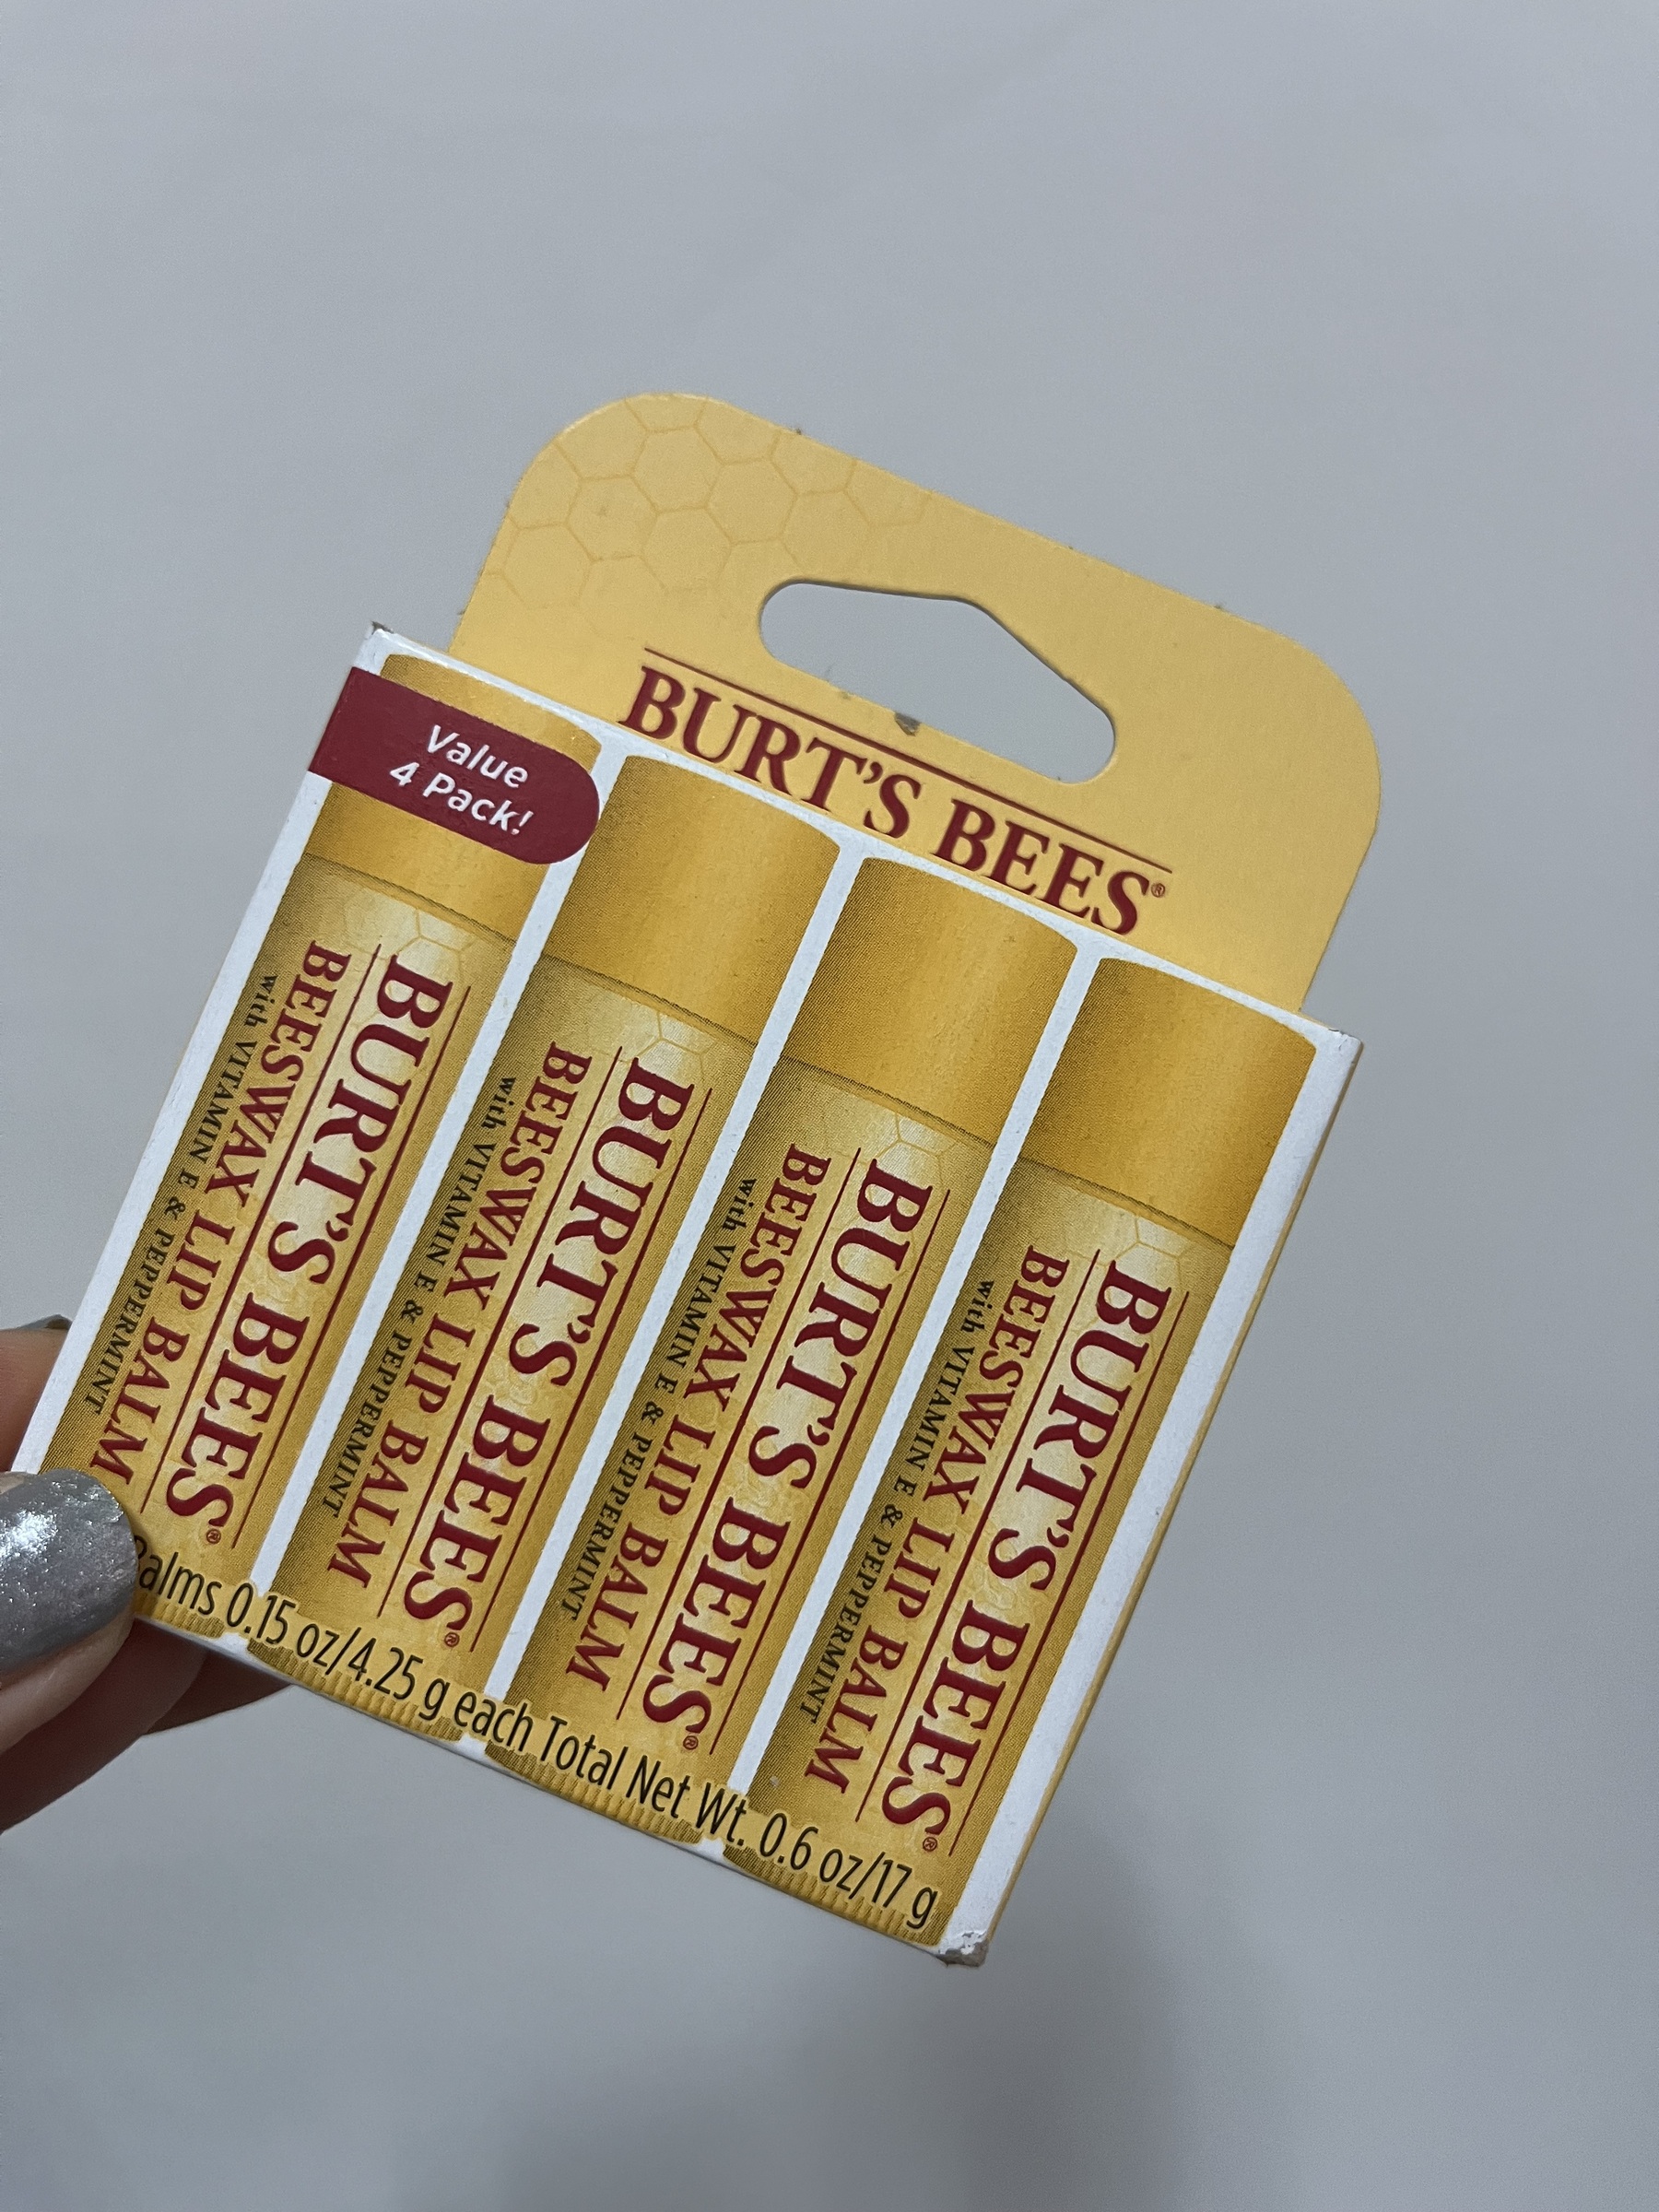 BURT'S BEES®
Value
4 Pack!
BURT'S BEES®
BEESWAX LIP BALM
with VITAMIN E & PEPPERMINT
BURT'S BEES®
BEESWAX LIP BALM
with VITAMIN E & PEPPERMINT
BURT'S BEES®
BEESWAX LIP BALM
with VITAMIN E & PEPPERMINT
BURT'S BEES®
BEESWAX LIP BALM
with VITAMIN E & PEPPERMINT
Balms 0.15 oz/4.25 g each Total Net Wt. 0.6 oz/17 g